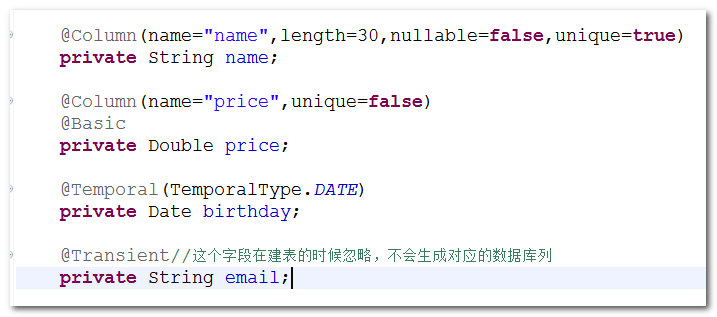 @Column(name="name",length=30,nullable=false,unique=true)
private String name;
@Column(name="price",unique=false)
@Basic
private Double price;
@Temporal(TemporalType.DATE)
private Date birthday;
@Transient//这个字段在建表的时候忽略，不会生成对应的数据库列
private String email;